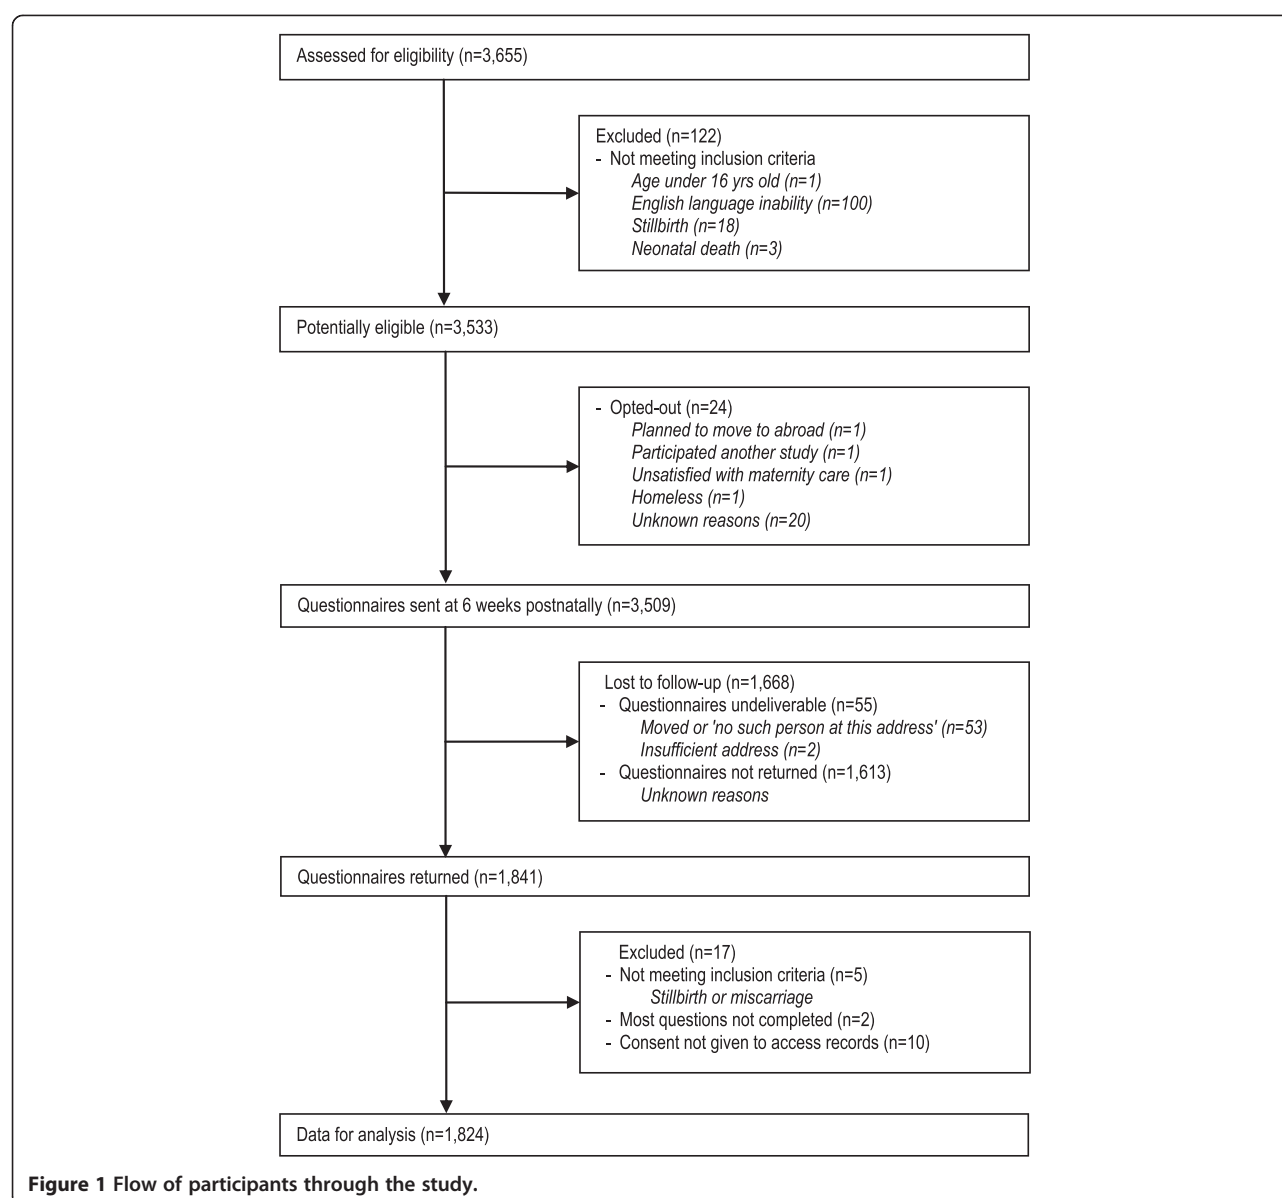 Assessed for eligibility (n=3,655)
Excluded (n=122)
- Not meeting inclusion criteria
Age under 16 yrs old (n=1)
English language inability (n=100)
Stillbirth (n=18)
Neonatal death (n=3)
Potentially eligible (n=3,533)
- Opted-out (n=24)
Planned to move to abroad (n=1)
Participated another study (n=1)
Unsatisfied with maternity care (n=1)
Homeless (n=1)
Unknown reasons (n=20)
Questionnaires sent at 6 weeks postnatally (n=3,509)
Lost to follow-up (n=1,668)
- Questionnaires undeliverable (n=55)
Moved or 'no such person at this address' (n=53)
Insufficient address (n=2)
- Questionnaires not returned (n=1,613)
Unknown reasons
Questionnaires returned (n=1,841)
Excluded (n=17)
- Not meeting inclusion criteria (n=5)
Stillbirth or miscarriage
- Most questions not completed (n=2)
- Consent not given to access records (n=10)
Data for analysis (n=1,824)
Figure 1 Flow of participants through the study.